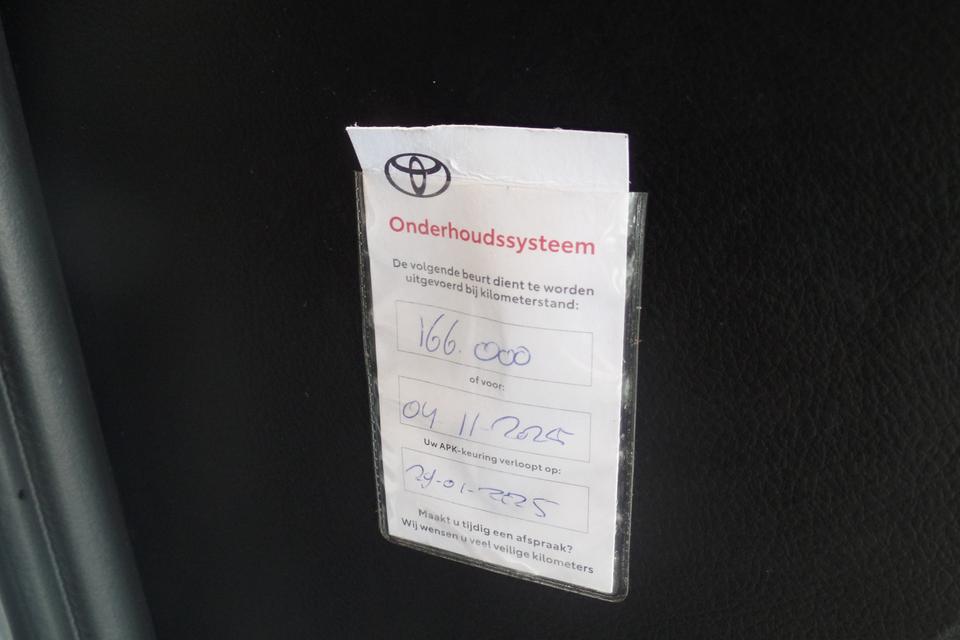 Onderhoudssysteem
De volgende beurt dient te worden
uitgevoerd bij kilometerstand:
166.000
of voor:
04-11-2025
Uw APK-keuring verloopt op:
29-01-2025
Maakt u tijdig een afspraak?
Wij wensen u veel veilige kilometers